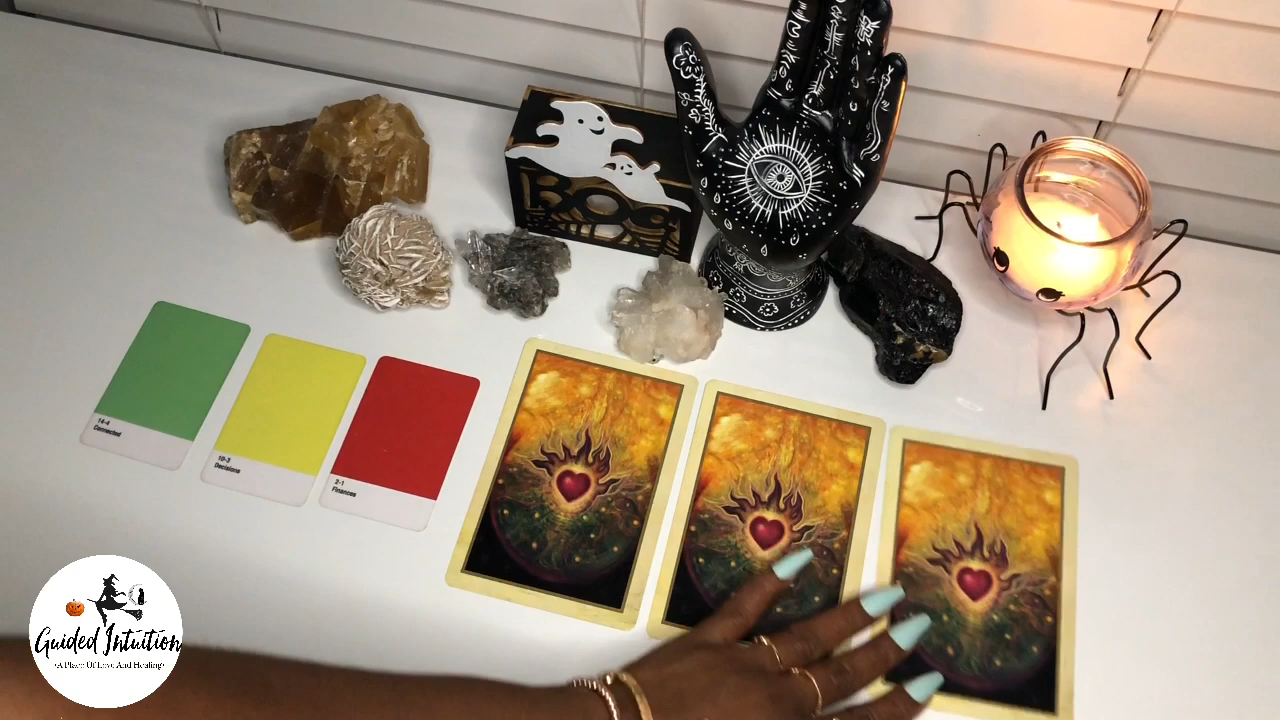 BOO
14-4
Connected
10-3
Decisions
2-1
Finances
Guided Intuition
A Place Of Love And Healing